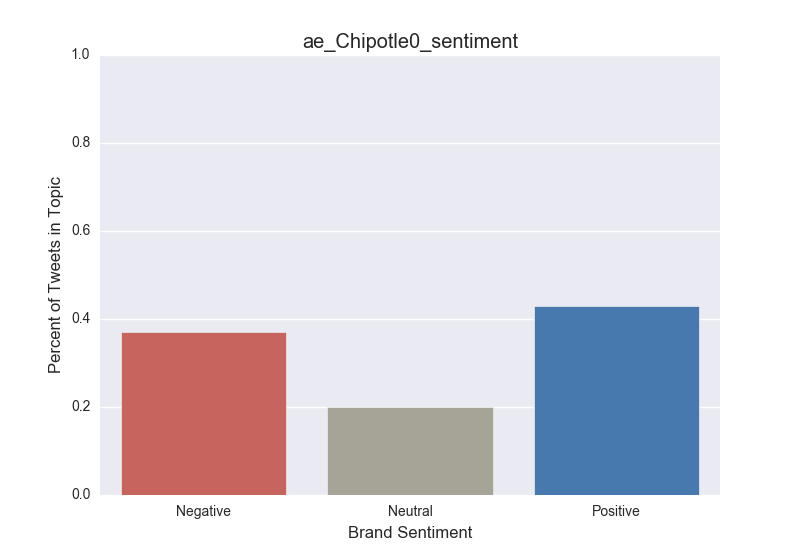 ae_Chipotle0_sentiment
1.0
0.8
0.6
0.4
0.2
0.0
Percent of Tweets in Topic
Negative
Neutral
Positive
Brand Sentiment